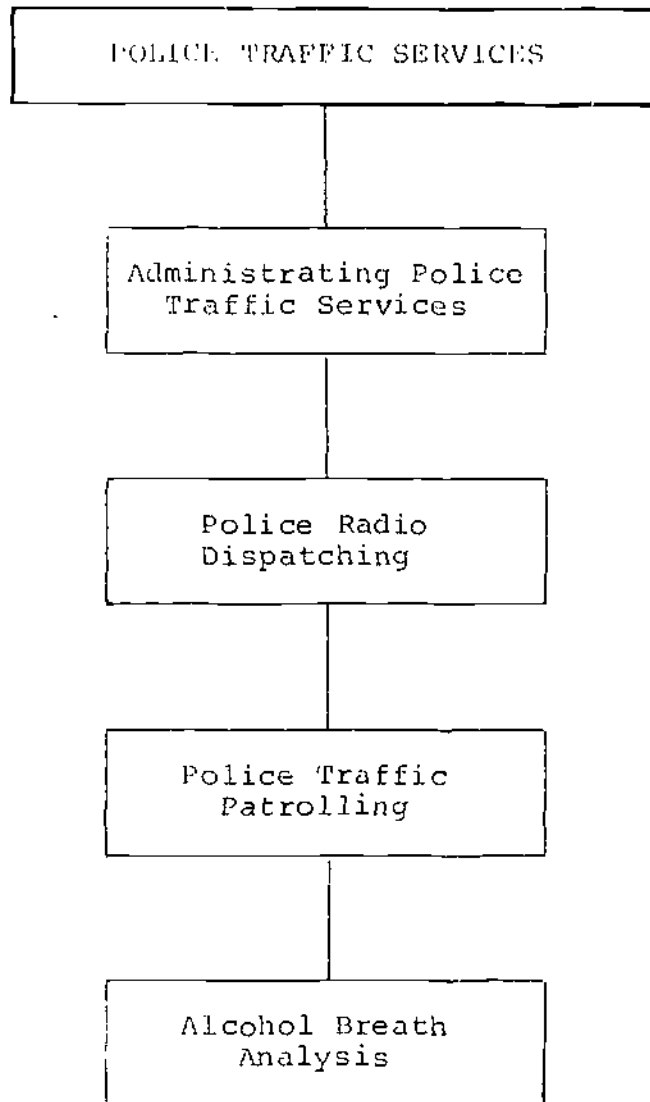 POLICE TRAFFIC SERVICES
Administrating Police
Traffic Services
Police Radio
Dispatching
Police Traffic
Patrolling
Alcohol Breath
Analysis